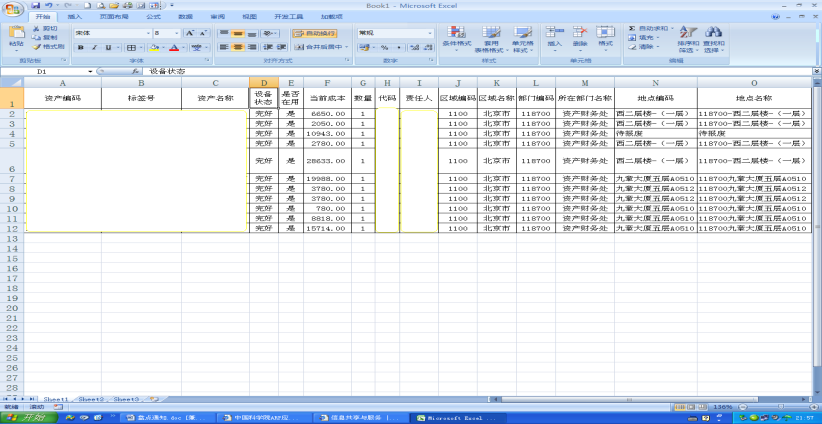 Book1 - Microsoft Excel
开始 插入 页面布局 公式 数据 审阅 视图 开发工具 加载项
剪切
复制
格式刷
粘贴
宋体 8
自动换行
合并后居中
常规
条件格式 套用表格格式 单元格样式
插入 删除 格式
自动求和
填充
清除
排序和筛选 查找和选择
剪贴板 字体 对齐方式 数字 样式 单元格 编辑
D1 设备状态
A B C D E F G H I J K L M N O
1 资产编码 标签号 资产名称 设备状态 是否在用 当前成本 数量 代码 责任人 区域编码 区域名称 部门编码 所在部门名称 地点编码 地点名称
2 完好 是 6650.00 1 1100 北京市 118700 资产财务处 西二层楼-（一层） 118700-西二层楼-（一层）
3 完好 是 2050.00 1 1100 北京市 118700 资产财务处 西二层楼-（一层） 118700-西二层楼-（一层）
4 完好 是 10943.00 1 1100 北京市 118700 资产财务处 待报废 待报废
5 完好 是 2780.00 1 1100 北京市 118700 资产财务处 西二层楼-（一层） 118700-西二层楼-（一层）
6 完好 是 28633.00 1 1100 北京市 118700 资产财务处 西二层楼-（一层） 118700-西二层楼-（一层）
7 完好 是 19988.00 1 1100 北京市 118700 资产财务处 九章大厦五层A0510 118700九章大厦五层A0510
8 完好 是 3780.00 1 1100 北京市 118700 资产财务处 九章大厦五层A0512 118700九章大厦五层A0512
9 完好 是 3780.00 1 1100 北京市 118700 资产财务处 九章大厦五层A0512 118700九章大厦五层A0512
10 完好 是 780.00 1 1100 北京市 118700 资产财务处 九章大厦五层A0510 118700九章大厦五层A0510
11 完好 是 8818.00 1 1100 北京市 118700 资产财务处 九章大厦五层A0510 118700九章大厦五层A0510
12 完好 是 15714.00 1 1100 北京市 118700 资产财务处 九章大厦五层A0510 118700九章大厦五层A0510
13
14
15
16
17
18
19
20
21
22
23
24
25
26
27
28
Sheet1 Sheet2 Sheet3
就绪 滚动 136%
开始 盘点通知.doc [兼... 中国科学院ARP应... 信息共享与服务 |... Microsoft Excel ... 21:57